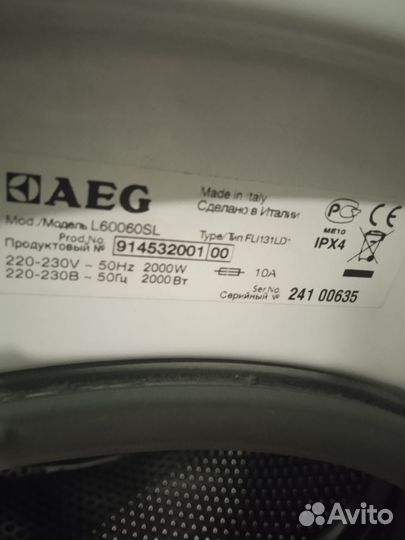 AEG
Made in Italy
Сделано в Италии
Mod./Модель L60060SL
Type/Тип FLI131LD*
ME10
IPX4
Prod.No.
Продуктовый № 914532001 00
220-230V ~ 50Hz 2000W 10A
220-230В ~ 50Гц 2000Вт
Ser.No.
Серийный № 241 00635
Avito